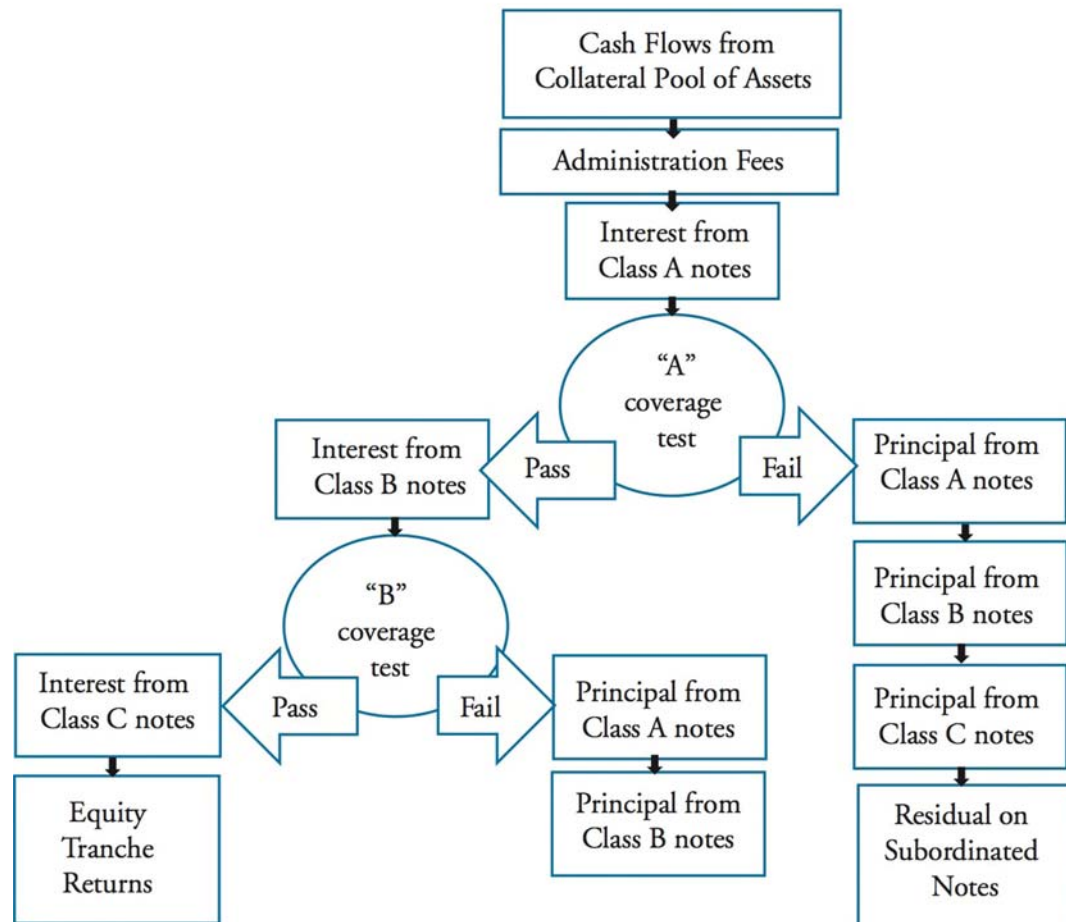 Cash Flows from
Collateral Pool of Assets
Administration Fees
Interest from
Class A notes
“A”
coverage
test
Pass
Fail
Interest from
Class B notes
Principal from
Class A notes
“B”
coverage
test
Principal from
Class B notes
Pass
Fail
Interest from
Class C notes
Principal from
Class A notes
Principal from
Class C notes
Equity
Tranche
Returns
Principal from
Class B notes
Residual on
Subordinated
Notes